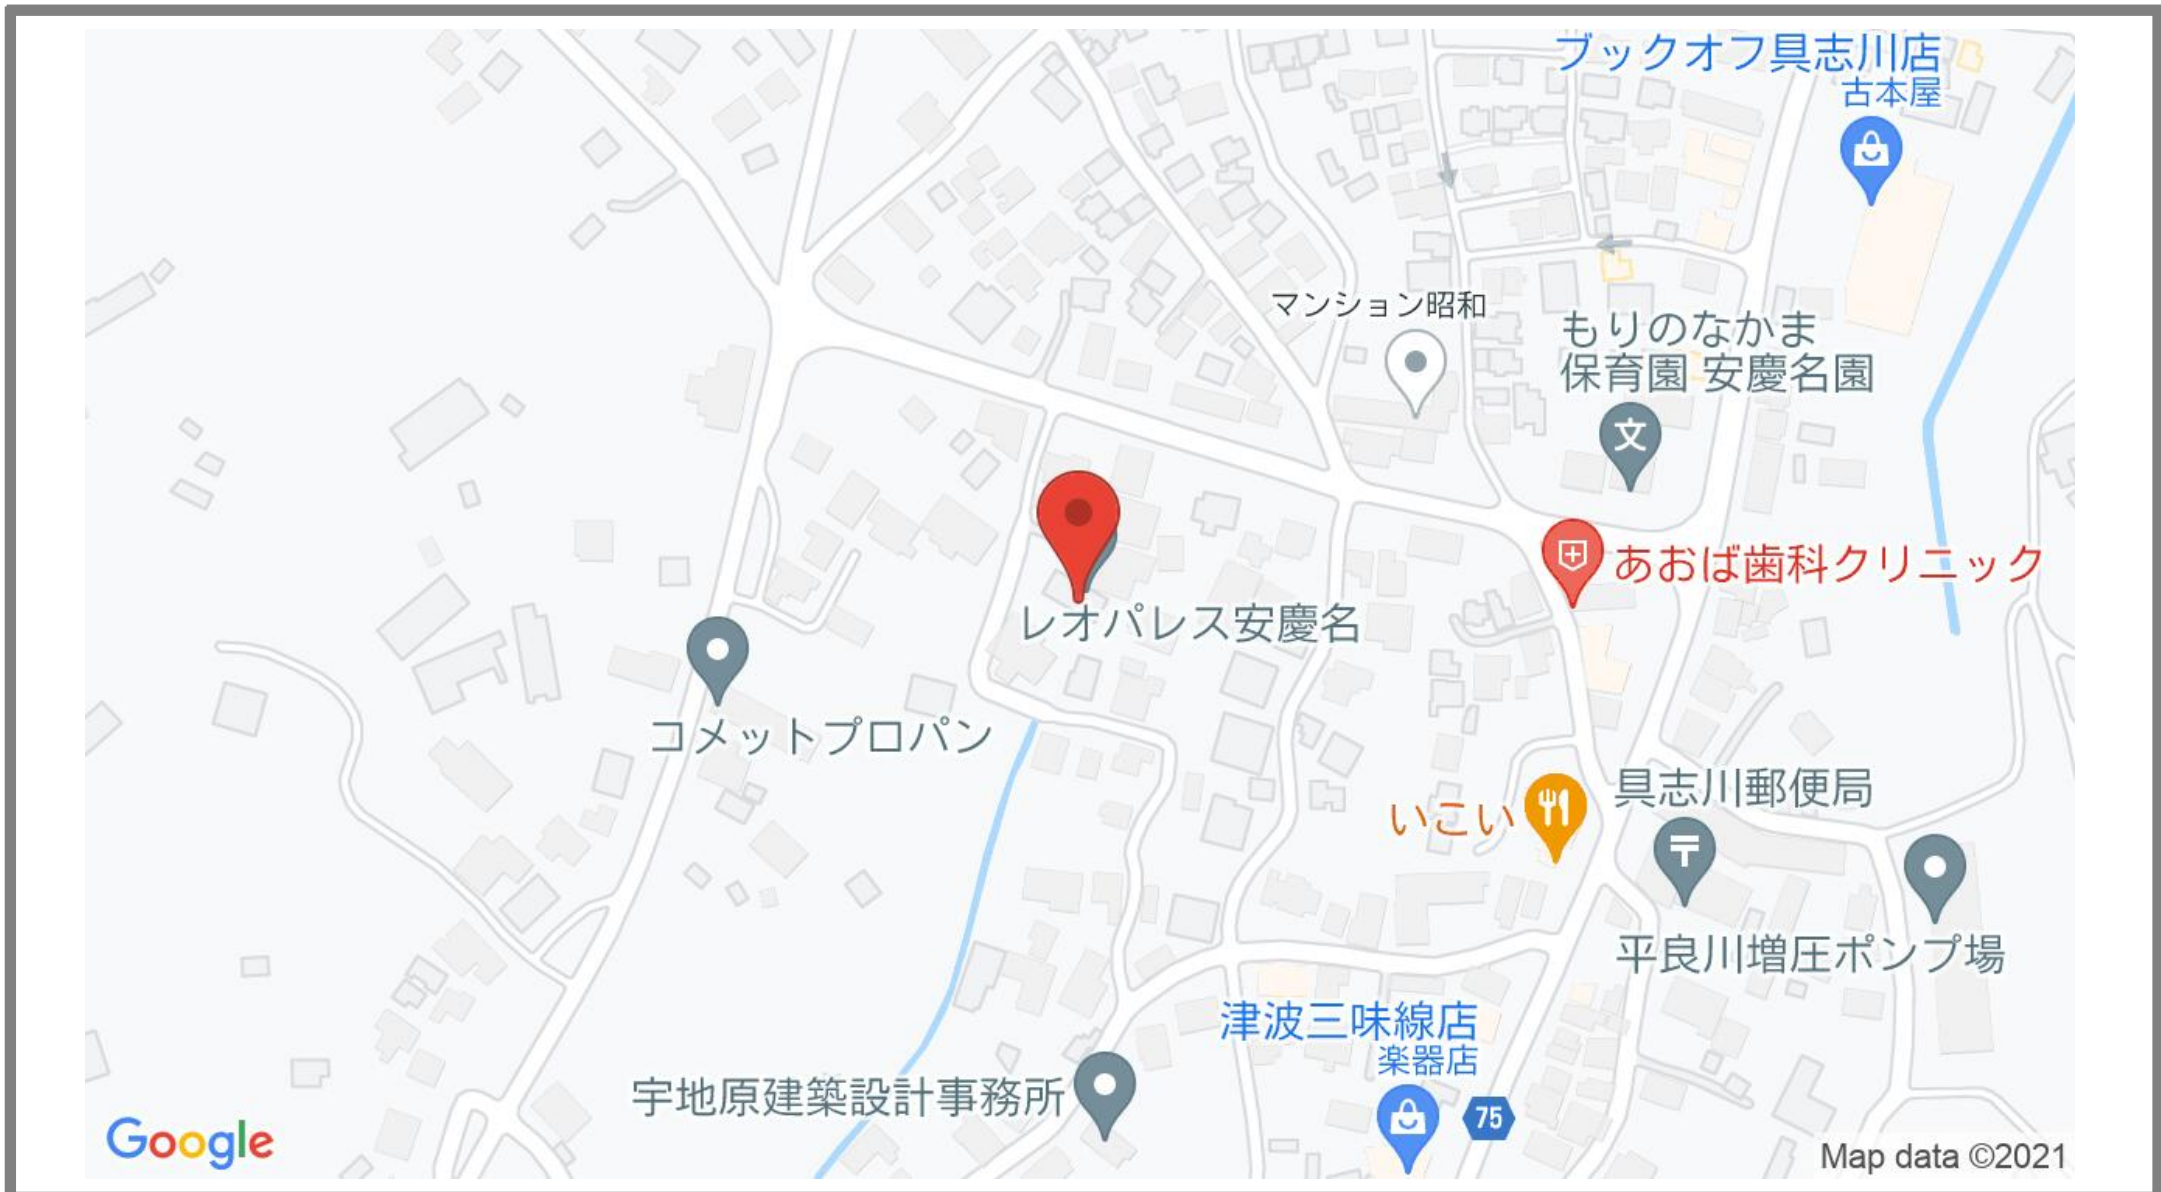 ブックオフ具志川店
古本屋
マンション昭和
もりのなかま
保育園 安慶名園
文
あおば歯科クリニック
レオパレス安慶名
コメットプロパン
具志川郵便局
いこい
〒
平良川増圧ポンプ場
津波三味線店
楽器店
宇地原建築設計事務所
75
Google
Map data ©2021